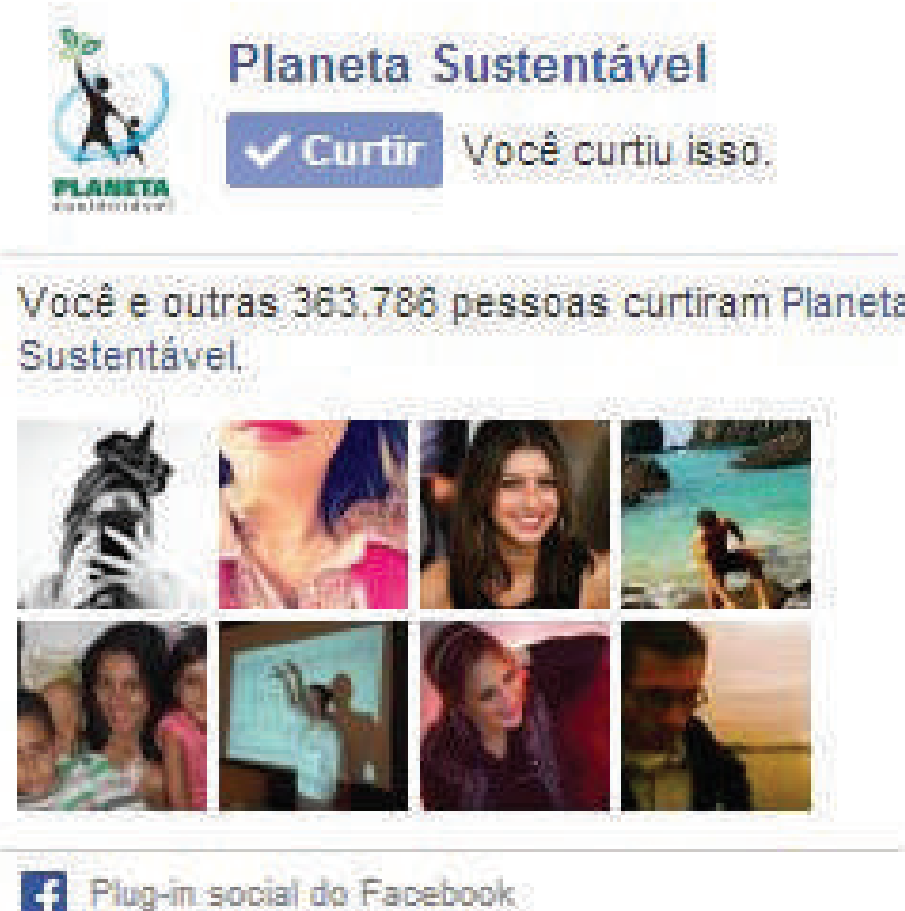 Planeta Sustentável
Curtir Você curtiu isso.
PLANETA
sustentável
Você e outras 363.786 pessoas curtiram Planeta
Sustentável.
Plug-in social do Facebook